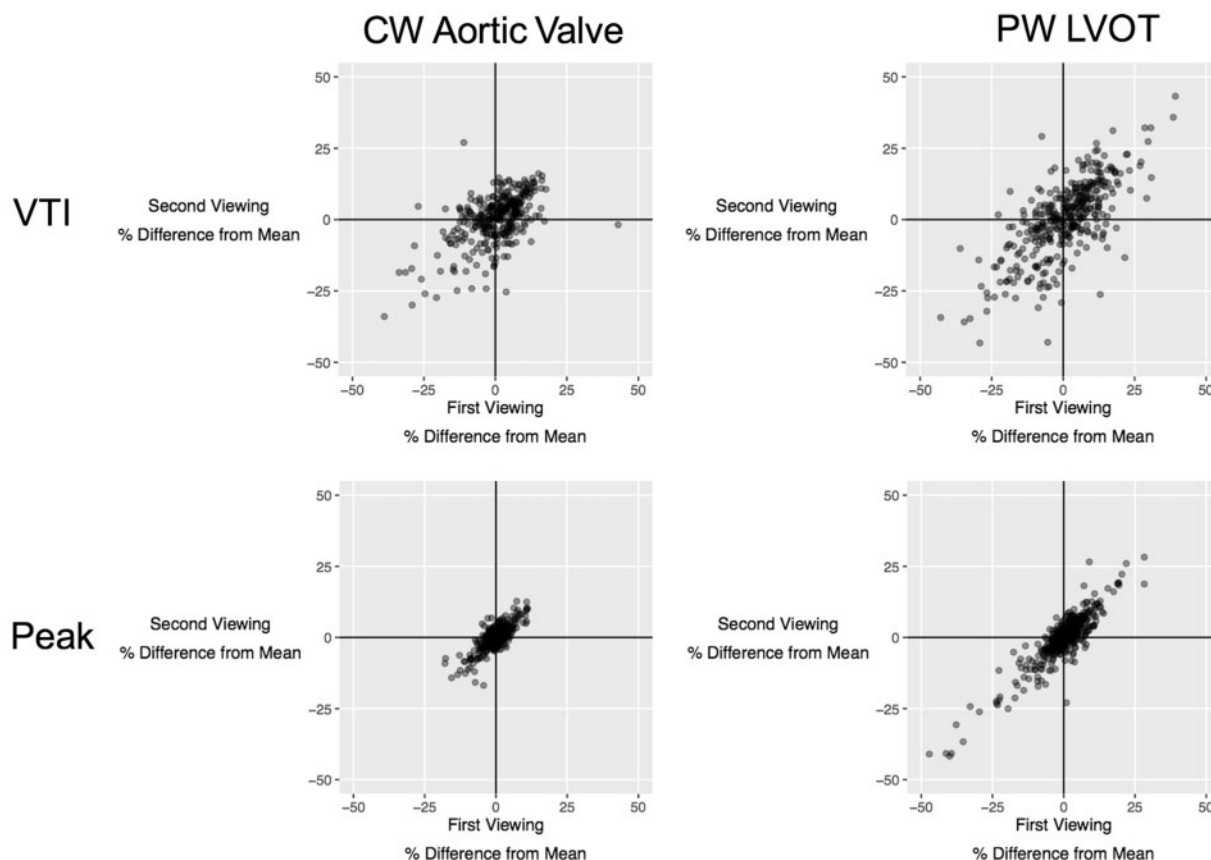 CW Aortic Valve
PW LVOT
VTI
Second Viewing
% Difference from Mean
50
25
0
−25
−50
−50 −25 0 25 50
First Viewing
% Difference from Mean
Second Viewing
% Difference from Mean
50
25
0
−25
−50
−50 −25 0 25 50
First Viewing
% Difference from Mean
Peak
Second Viewing
% Difference from Mean
50
25
0
−25
−50
−50 −25 0 25 50
First Viewing
% Difference from Mean
Second Viewing
% Difference from Mean
50
25
0
−25
−50
−50 −25 0 25 50
First Viewing
% Difference from Mean